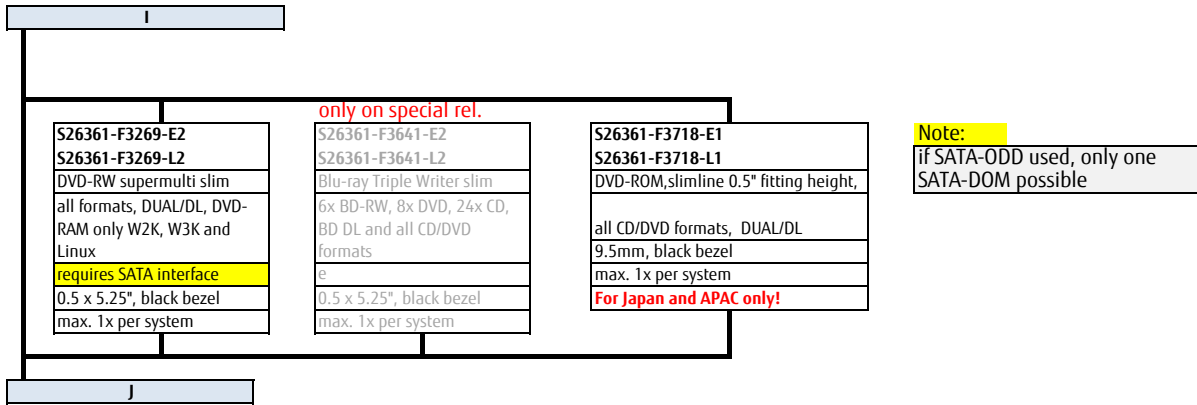 I
only on special rel.
S26361-F3269-E2
S26361-F3269-L2
DVD-RW supermulti slim
all formats, DUAL/DL, DVD-
RAM only W2K, W3K and
Linux
requires SATA interface
0.5 x 5.25", black bezel
max. 1x per system
S26361-F3641-E2
S26361-F3641-L2
Blu-ray Triple Writer slim
6x BD-RW, 8x DVD, 24x CD,
BD DL and all CD/DVD
formats
e
0.5 x 5.25", black bezel
max. 1x per system
S26361-F3718-E1
S26361-F3718-L1
DVD-ROM,slimline 0.5" fitting height,
all CD/DVD formats, DUAL/DL
9.5mm, black bezel
max. 1x per system
For Japan and APAC only!
Note:
if SATA-ODD used, only one
SATA-DOM possible
J